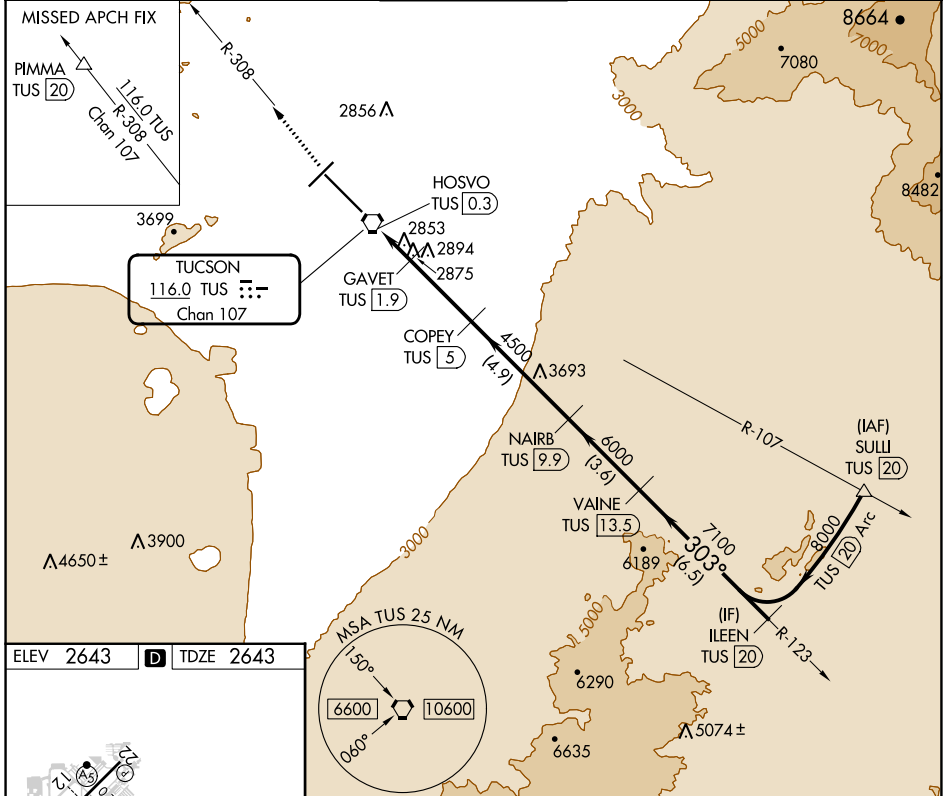 MISSED APCH FIX
PIMMA
TUS 20
116.0 TUS
R-308
Chan 107
R-308
2856
8664
5000
7080
7000
3000
8482
HOSVO
TUS 0.3
3699
2853
2894
2875
TUCSON
116.0 TUS
Chan 107
GAVET
TUS 1.9
COPEY
TUS 5
4500
(4.9)
3693
R-107
(IAF)
SULLI
TUS 20
NAIRB
TUS 9.9
6000
(3.6)
VAINE
TUS 13.5
3000
4650±
3900
7100
303°
(6.5)
6189
8000
TUS 20 Arc
(IF)
ILEEN
TUS 20
R-123
5000
MSA TUS 25 NM
150°
6600
10600
060°
6290
6635
5074±
ELEV 2643 D TDZE 2643
12
A5
22
P